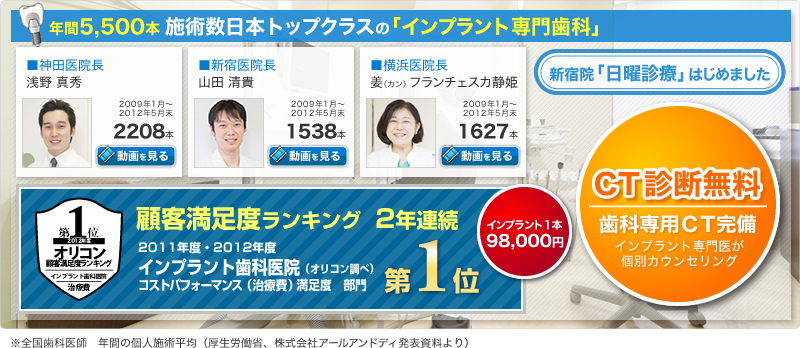 年間5,500本 施術数日本トップクラスの「インプラント専門歯科」
■神田医院長
浅野 真秀
2009年1月～
2012年5月末
2208本
動画を見る
■新宿医院長
山田 清貴
2009年1月～
2012年5月末
1538本
動画を見る
■横浜医院長
姜(カン) フランチェスカ静姫
2009年1月～
2012年5月末
1627本
動画を見る
新宿院「日曜診療」はじめました
CT診断無料
歯科専用CT完備
インプラント専門医が
個別カウンセリング
第1位
2012年度
オリコン
顧客満足度ランキング
インプラント歯科医院
治療費
顧客満足度ランキング 2年連続
2011年度・2012年度
インプラント歯科医院（オリコン調べ）
コストパフォーマンス（治療費）満足度 部門
第1位
インプラント1本
98,000円
※全国歯科医師 年間の個人施術平均（厚生労働省、株式会社アールアンドディ発表資料より）